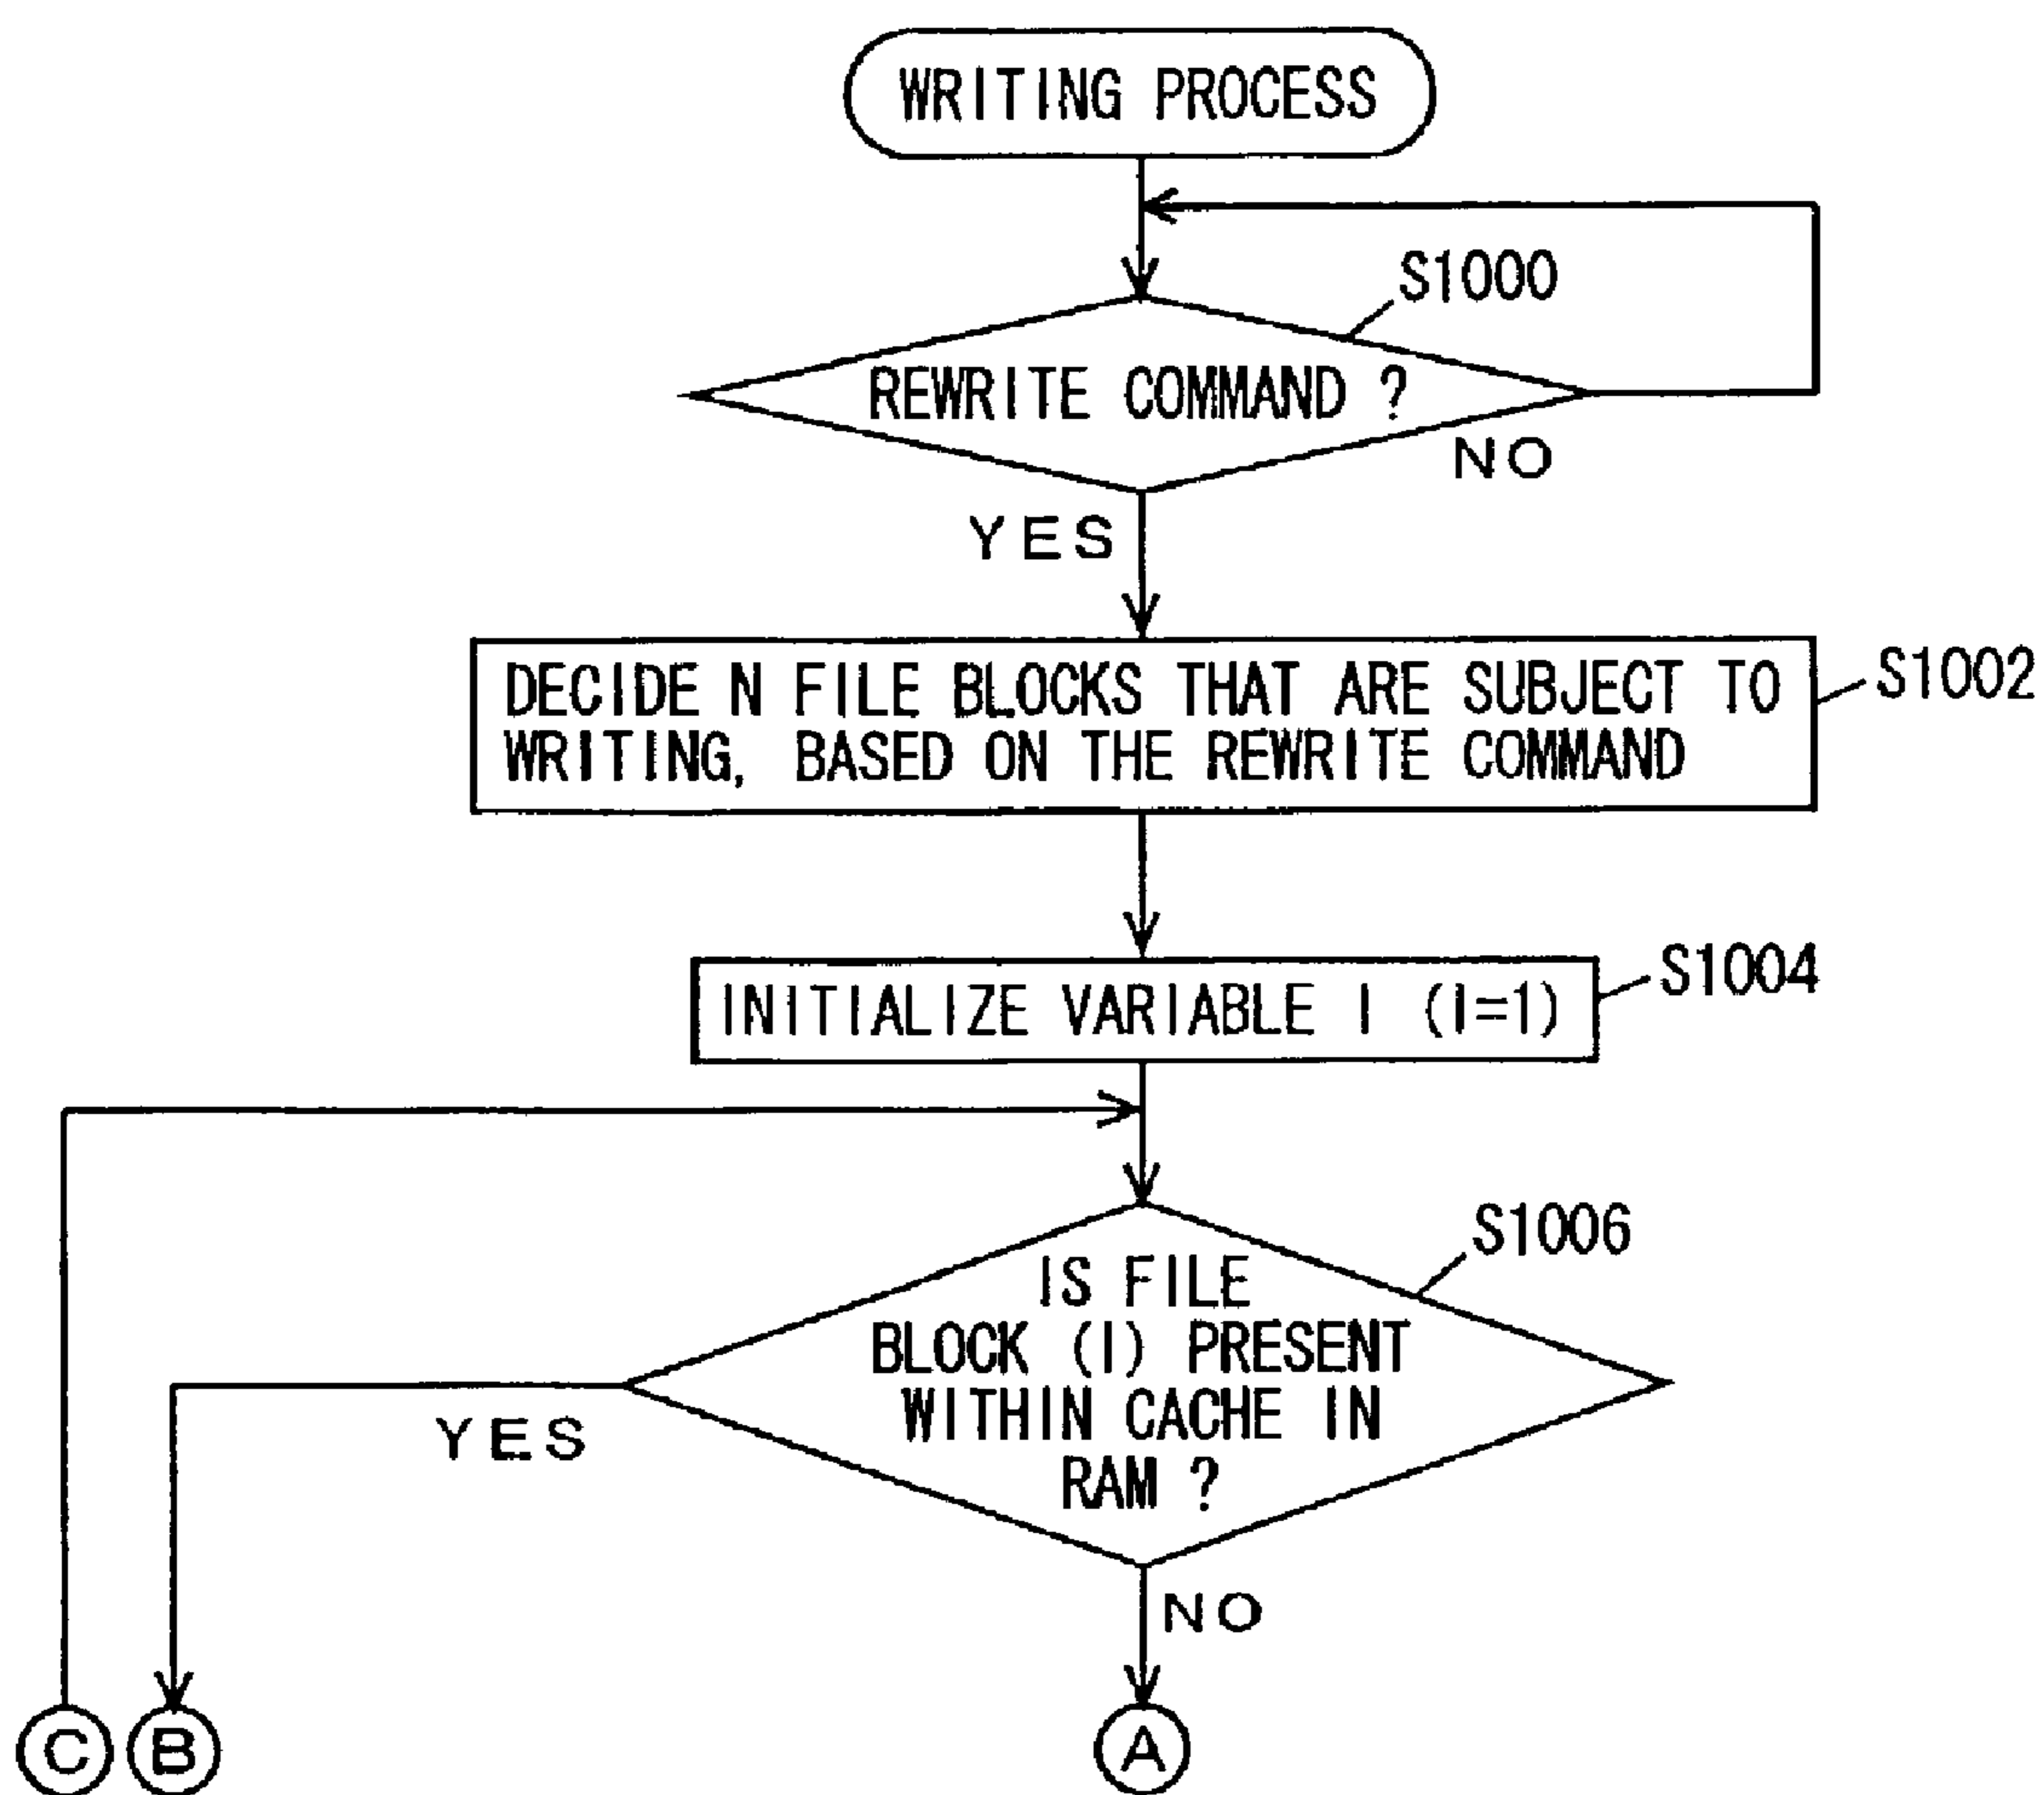 WRITING PROCESS
S1000
REWRITE COMMAND ?
NO
YES
DECIDE N FILE BLOCKS THAT ARE SUBJECT TO
WRITING, BASED ON THE REWRITE COMMAND
S1002
INITIALIZE VARIABLE I (I=1)
S1004
S1006
IS FILE
BLOCK (I) PRESENT
WITHIN CACHE IN
RAM ?
YES
NO
C
B
A